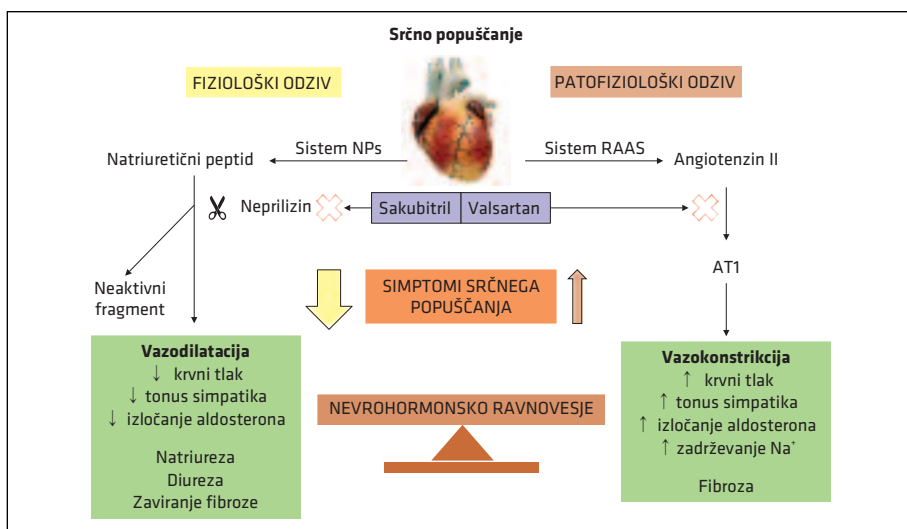 Srčno popuščanje
FIZIOLOŠKI ODZIV
PATOFIZIOLOŠKI ODZIV
Natriuretični peptid
Sistem NPs
Sistem RAAS
Angiotenzin II
Neprilizin
Sakubitril
Valsartan
Neaktivni
fragment
SIMPTOMI SRČNEGA
POPUŠČANJA
AT1
Vazodilatacija
↓ krvni tlak
↓ tonus simpatika
↓ izločanje aldosterona
Natriureza
Diureza
Zaviranje fibroze
NEVROHORMONSKO RAVNOVESJE
Vazokonstrikcija
↑ krvni tlak
↑ tonus simpatika
↑ izločanje aldosterona
↑ zadrževanje Na⁺
Fibroza